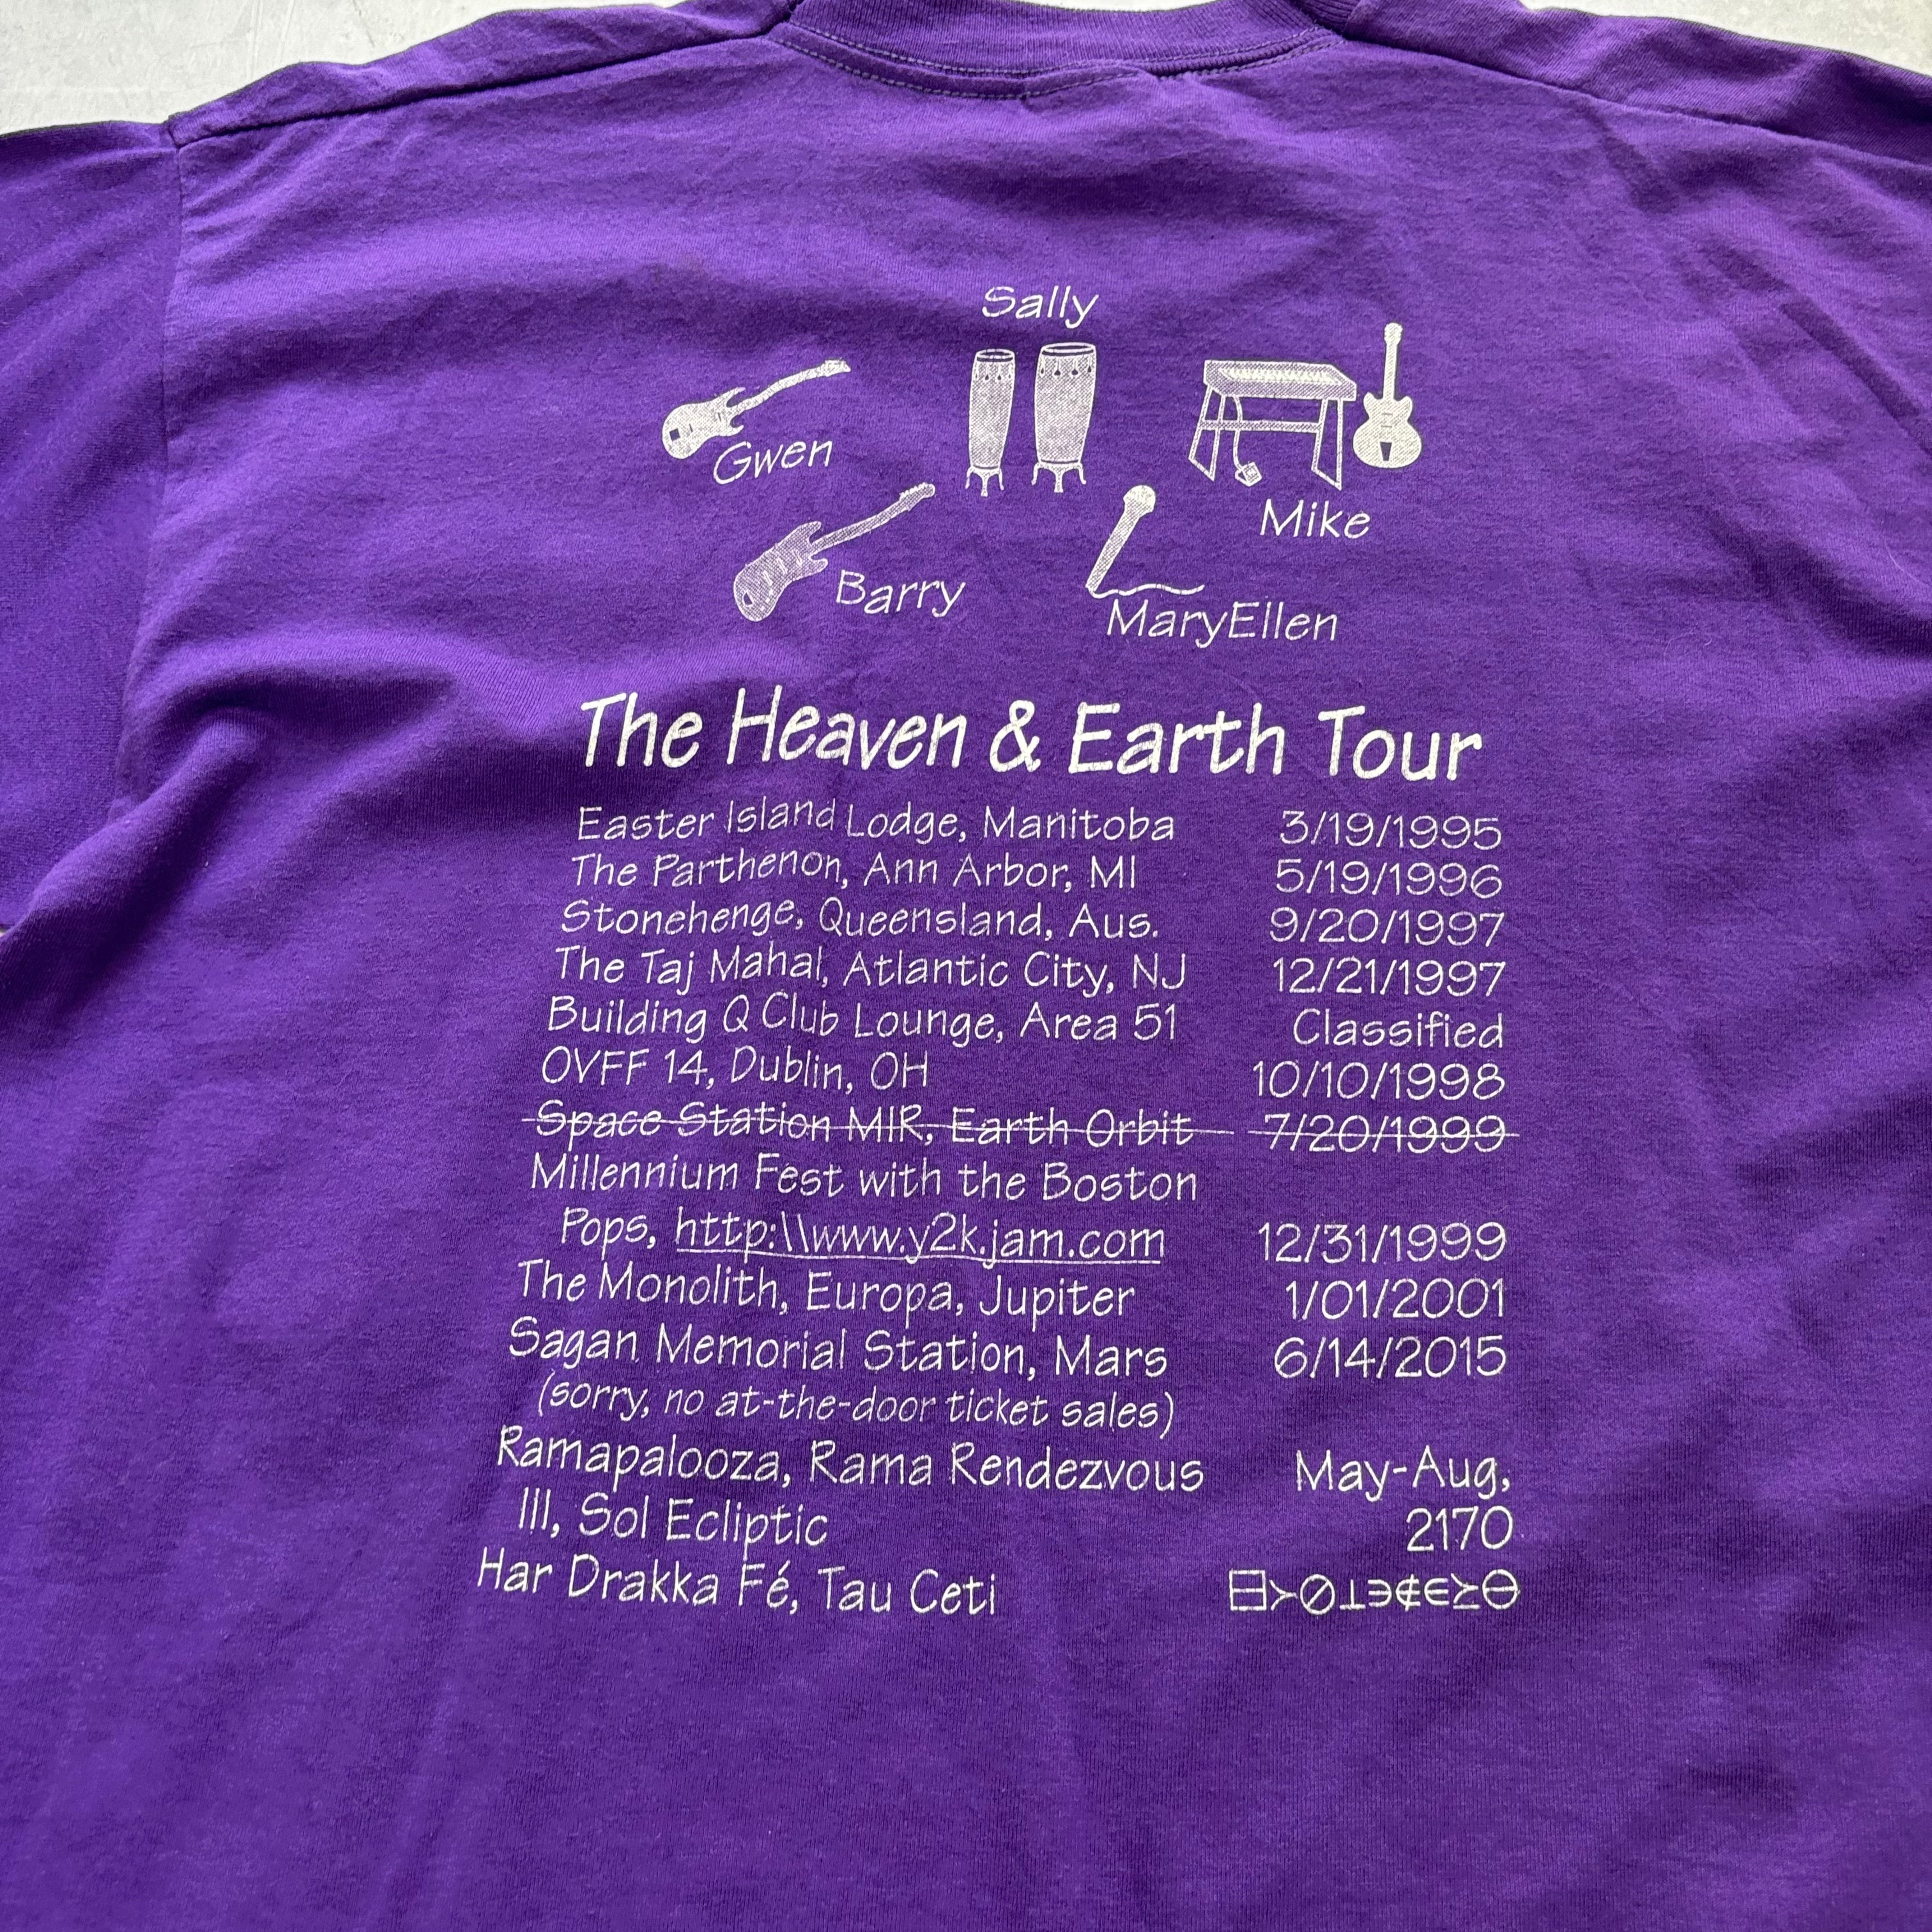 Sally
Gwen
Mike
Barry
MaryEllen
The Heaven & Earth Tour
Easter Island Lodge, Manitoba 3/19/1995
The Parthenon, Ann Arbor, MI 5/19/1996
Stonehenge, Queensland, Aus. 9/20/1997
The Taj Mahal, Atlantic City, NJ 12/21/1997
Building Q Club Lounge, Area 51 Classified
OVFF 14, Dublin, OH 10/10/1998
Space Station MIR, Earth Orbit 7/20/1999
Millennium Fest with the Boston
Pops, http:\\www.y2k.jam.com 12/31/1999
The Monolith, Europa, Jupiter 1/01/2001
Sagan Memorial Station, Mars 6/14/2015
(sorry, no at-the-door ticket sales)
Ramapalooza, Rama Rendezvous May-Aug,
III, Sol Ecliptic 2170
Har Drakka Fé, Tau Ceti